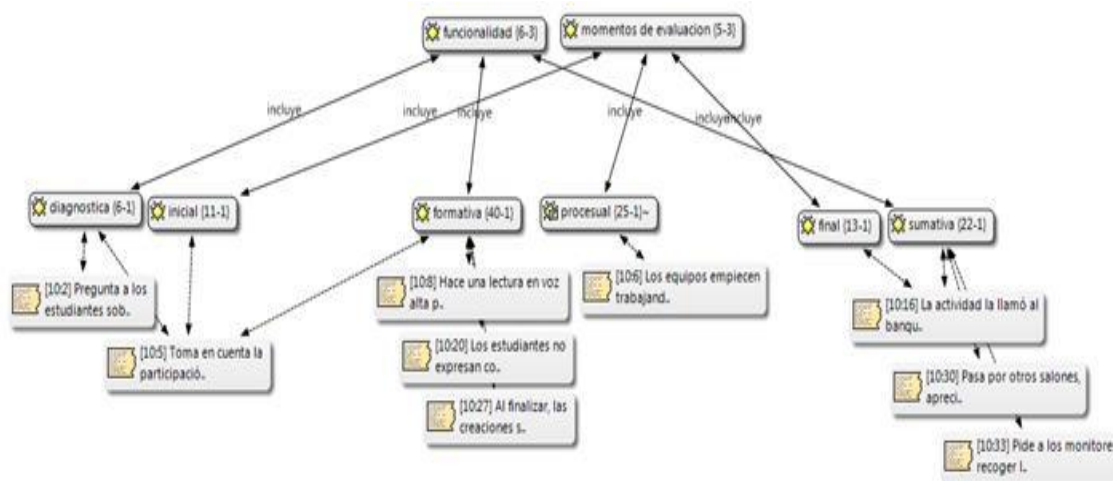 funcionalidad (6-3)
momentos de evaluacion (5-3)
incluye
incluye
incluye
incluye
incluye
incluye
diagnostica (6-1)
inicial (11-1)
formativa (40-1)
procesual (25-1)~
final (13-1)
sumativa (22-1)
[10:2] Pregunta a los
estudiantes sob..
[10:8] Hace una lectura en voz
alta p..
[10:6] Los equipos empiecen
trabajand..
[10:16] La actividad la llamó al
banqu..
[10:5] Toma en cuenta la
participació..
[10:20] Los estudiantes no
expresan co..
[10:30] Pasa por otros salones,
apreci..
[10:27] Al finalizar, las
creaciones s..
[10:33] Pide a los monitore
recoger l..